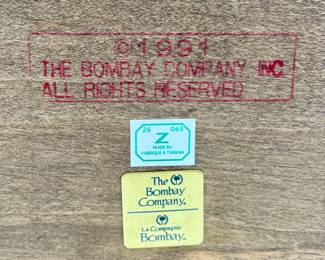 ©1991
THE BOMBAY COMPANY INC
ALL RIGHTS RESERVED
26 063
Z
MADE IN/
FABRIQUÉ À TAIWAN
The
Bombay
Company®
La Compagnie
Bombay®